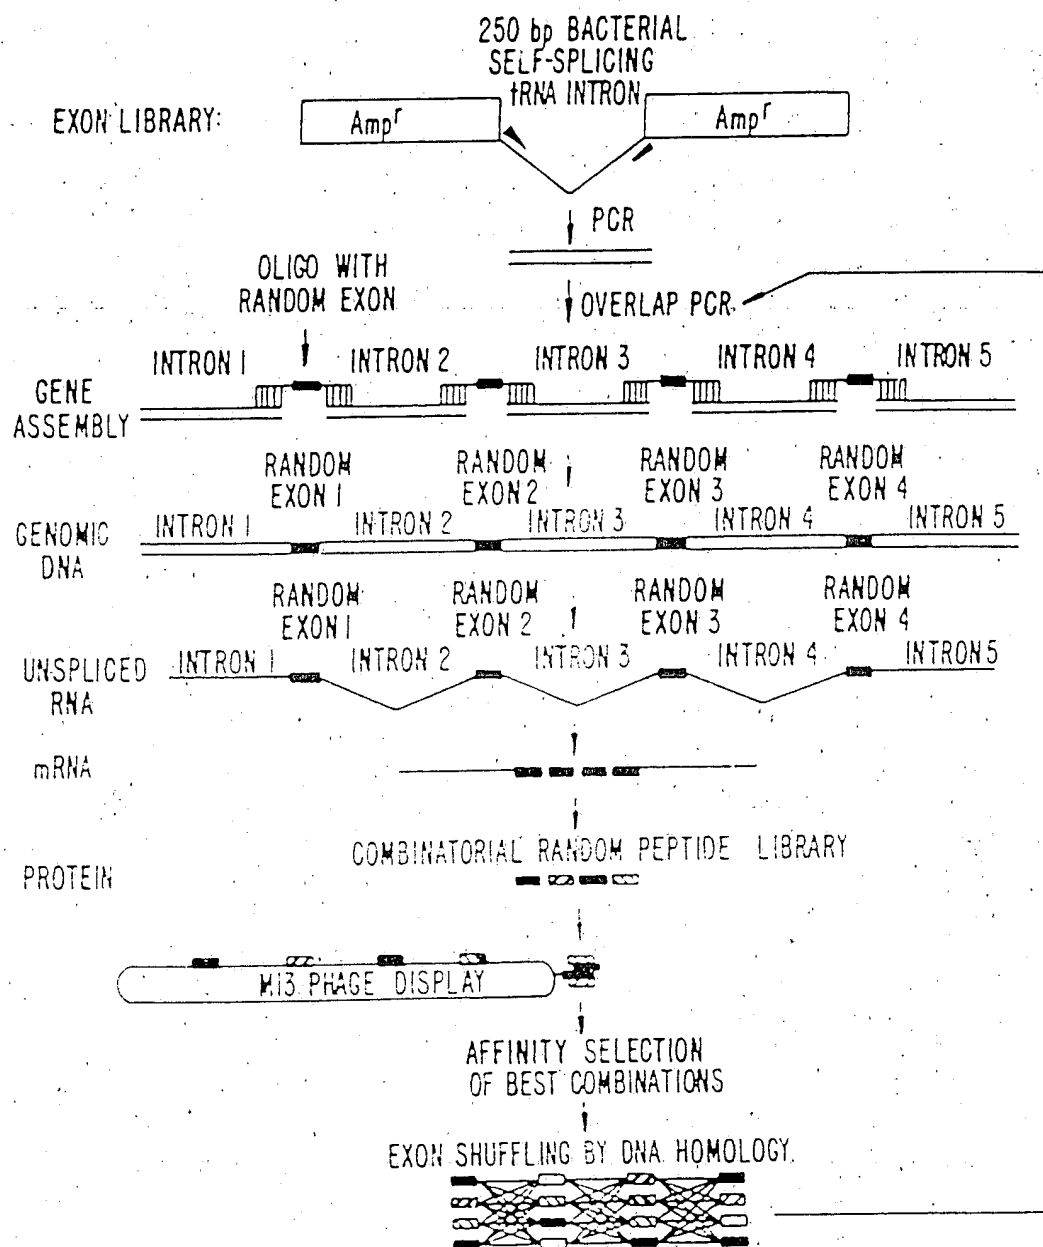 250 bp BACTERIAL
SELF-SPLICING
tRNA INTRON
EXON LIBRARY:
Ampʳ
Ampʳ
PCR
OLIGO WITH
RANDOM EXON
OVERLAP PCR
INTRON 1
INTRON 2
INTRON 3
INTRON 4
INTRON 5
GENE
ASSEMBLY
RANDOM
EXON 1
RANDOM
EXON 2
RANDOM
EXON 3
RANDOM
EXON 4
GENOMIC
DNA
INTRON 1
INTRON 2
INTRON 3
INTRON 4
INTRON 5
RANDOM
EXON 1
RANDOM
EXON 2
RANDOM
EXON 3
RANDOM
EXON 4
UNSPLICED
RNA
INTRON 1
INTRON 2
INTRON 3
INTRON 4
INTRON 5
mRNA
COMBINATORIAL RANDOM PEPTIDE LIBRARY
PROTEIN
M13 PHAGE DISPLAY
AFFINITY SELECTION
OF BEST COMBINATIONS
EXON SHUFFLING BY DNA HOMOLOGY